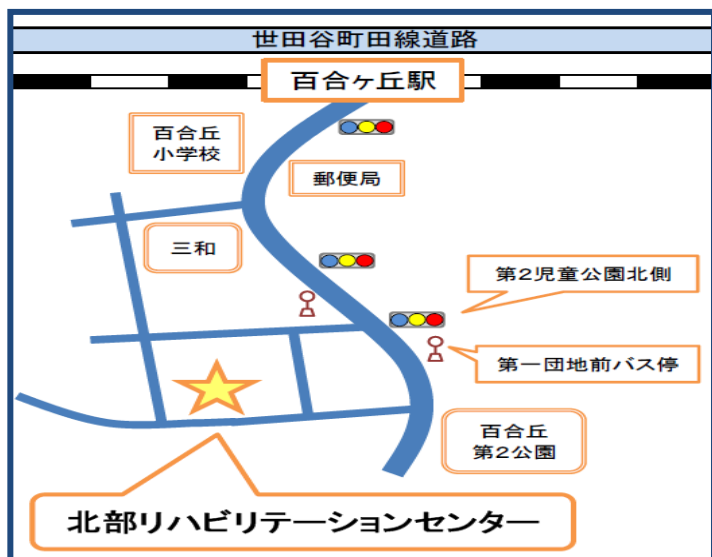 世田谷町田線道路
百合ヶ丘駅
百合丘
小学校
郵便局
三和
第2児童公園北側
第一団地前バス停
百合丘
第2公園
北部リハビリテーションセンター